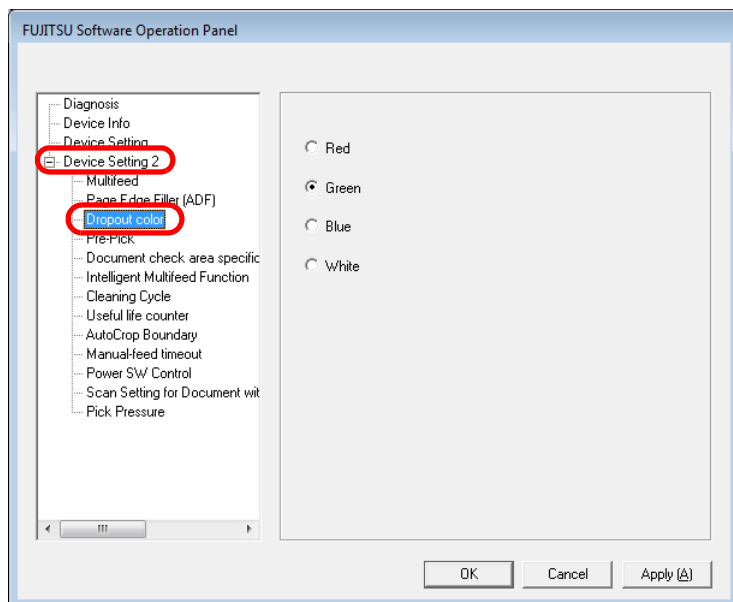 FUJITSU Software Operation Panel
Diagnosis
Device Info
Device Setting
Device Setting 2
Multifeed
Page Edge Filler (ADF)
Dropout color
Pre-Pick
Document check area specific
Intelligent Multifeed Function
Cleaning Cycle
Useful life counter
AutoCrop Boundary
Manual-feed timeout
Power SW Control
Scan Setting for Document wit
Pick Pressure
Red
Green
Blue
White
OK
Cancel
Apply (A)